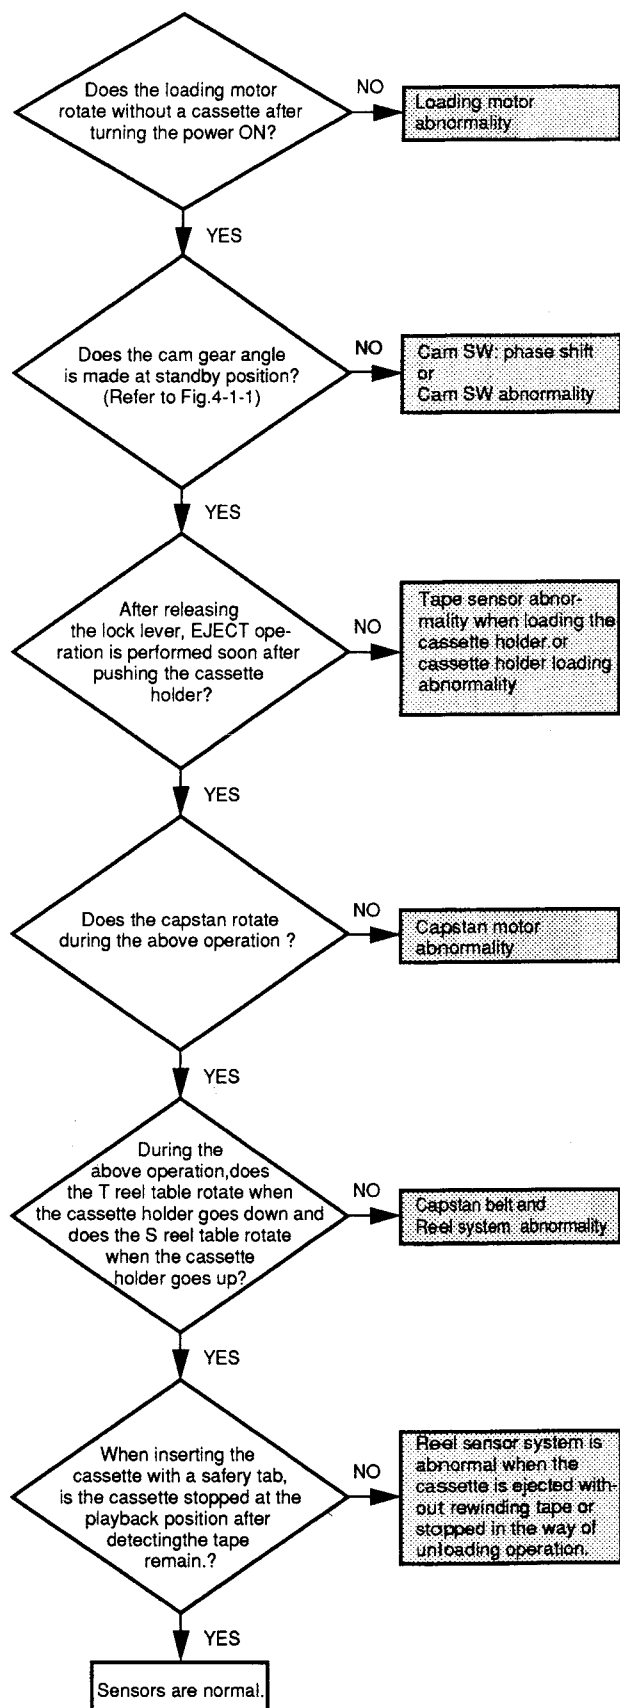 Does the loading motor
rotate without a cassette after
turning the power ON?
NO
Loading motor
abnormality
YES
Does the cam gear angle
is made at standby position?
(Refer to Fig.4-1-1)
NO
Cam SW: phase shift
or
Cam SW abnormality
YES
After releasing
the lock lever, EJECT ope-
ration is performed soon after
pushing the cassette
holder?
NO
Tape sensor abnor-
mality when loading the
cassette holder or
cassette holder loading
abnormality
YES
Does the capstan rotate
during the above operation ?
NO
Capstan motor
abnormality
YES
During the
above operation,does
the T reel table rotate when
the cassette holder goes down and
does the S reel table rotate
when the cassette
holder goes up?
NO
Capstan belt and
Reel system abnormality
YES
When inserting the
cassette with a safery tab,
is the cassette stopped at the
playback position after
detectingthe tape
remain.?
NO
Reel sensor system is
abnormal when the
cassette is ejected with-
out rewinding tape or
stopped in the way of
unloading operation.
YES
Sensors are normal.